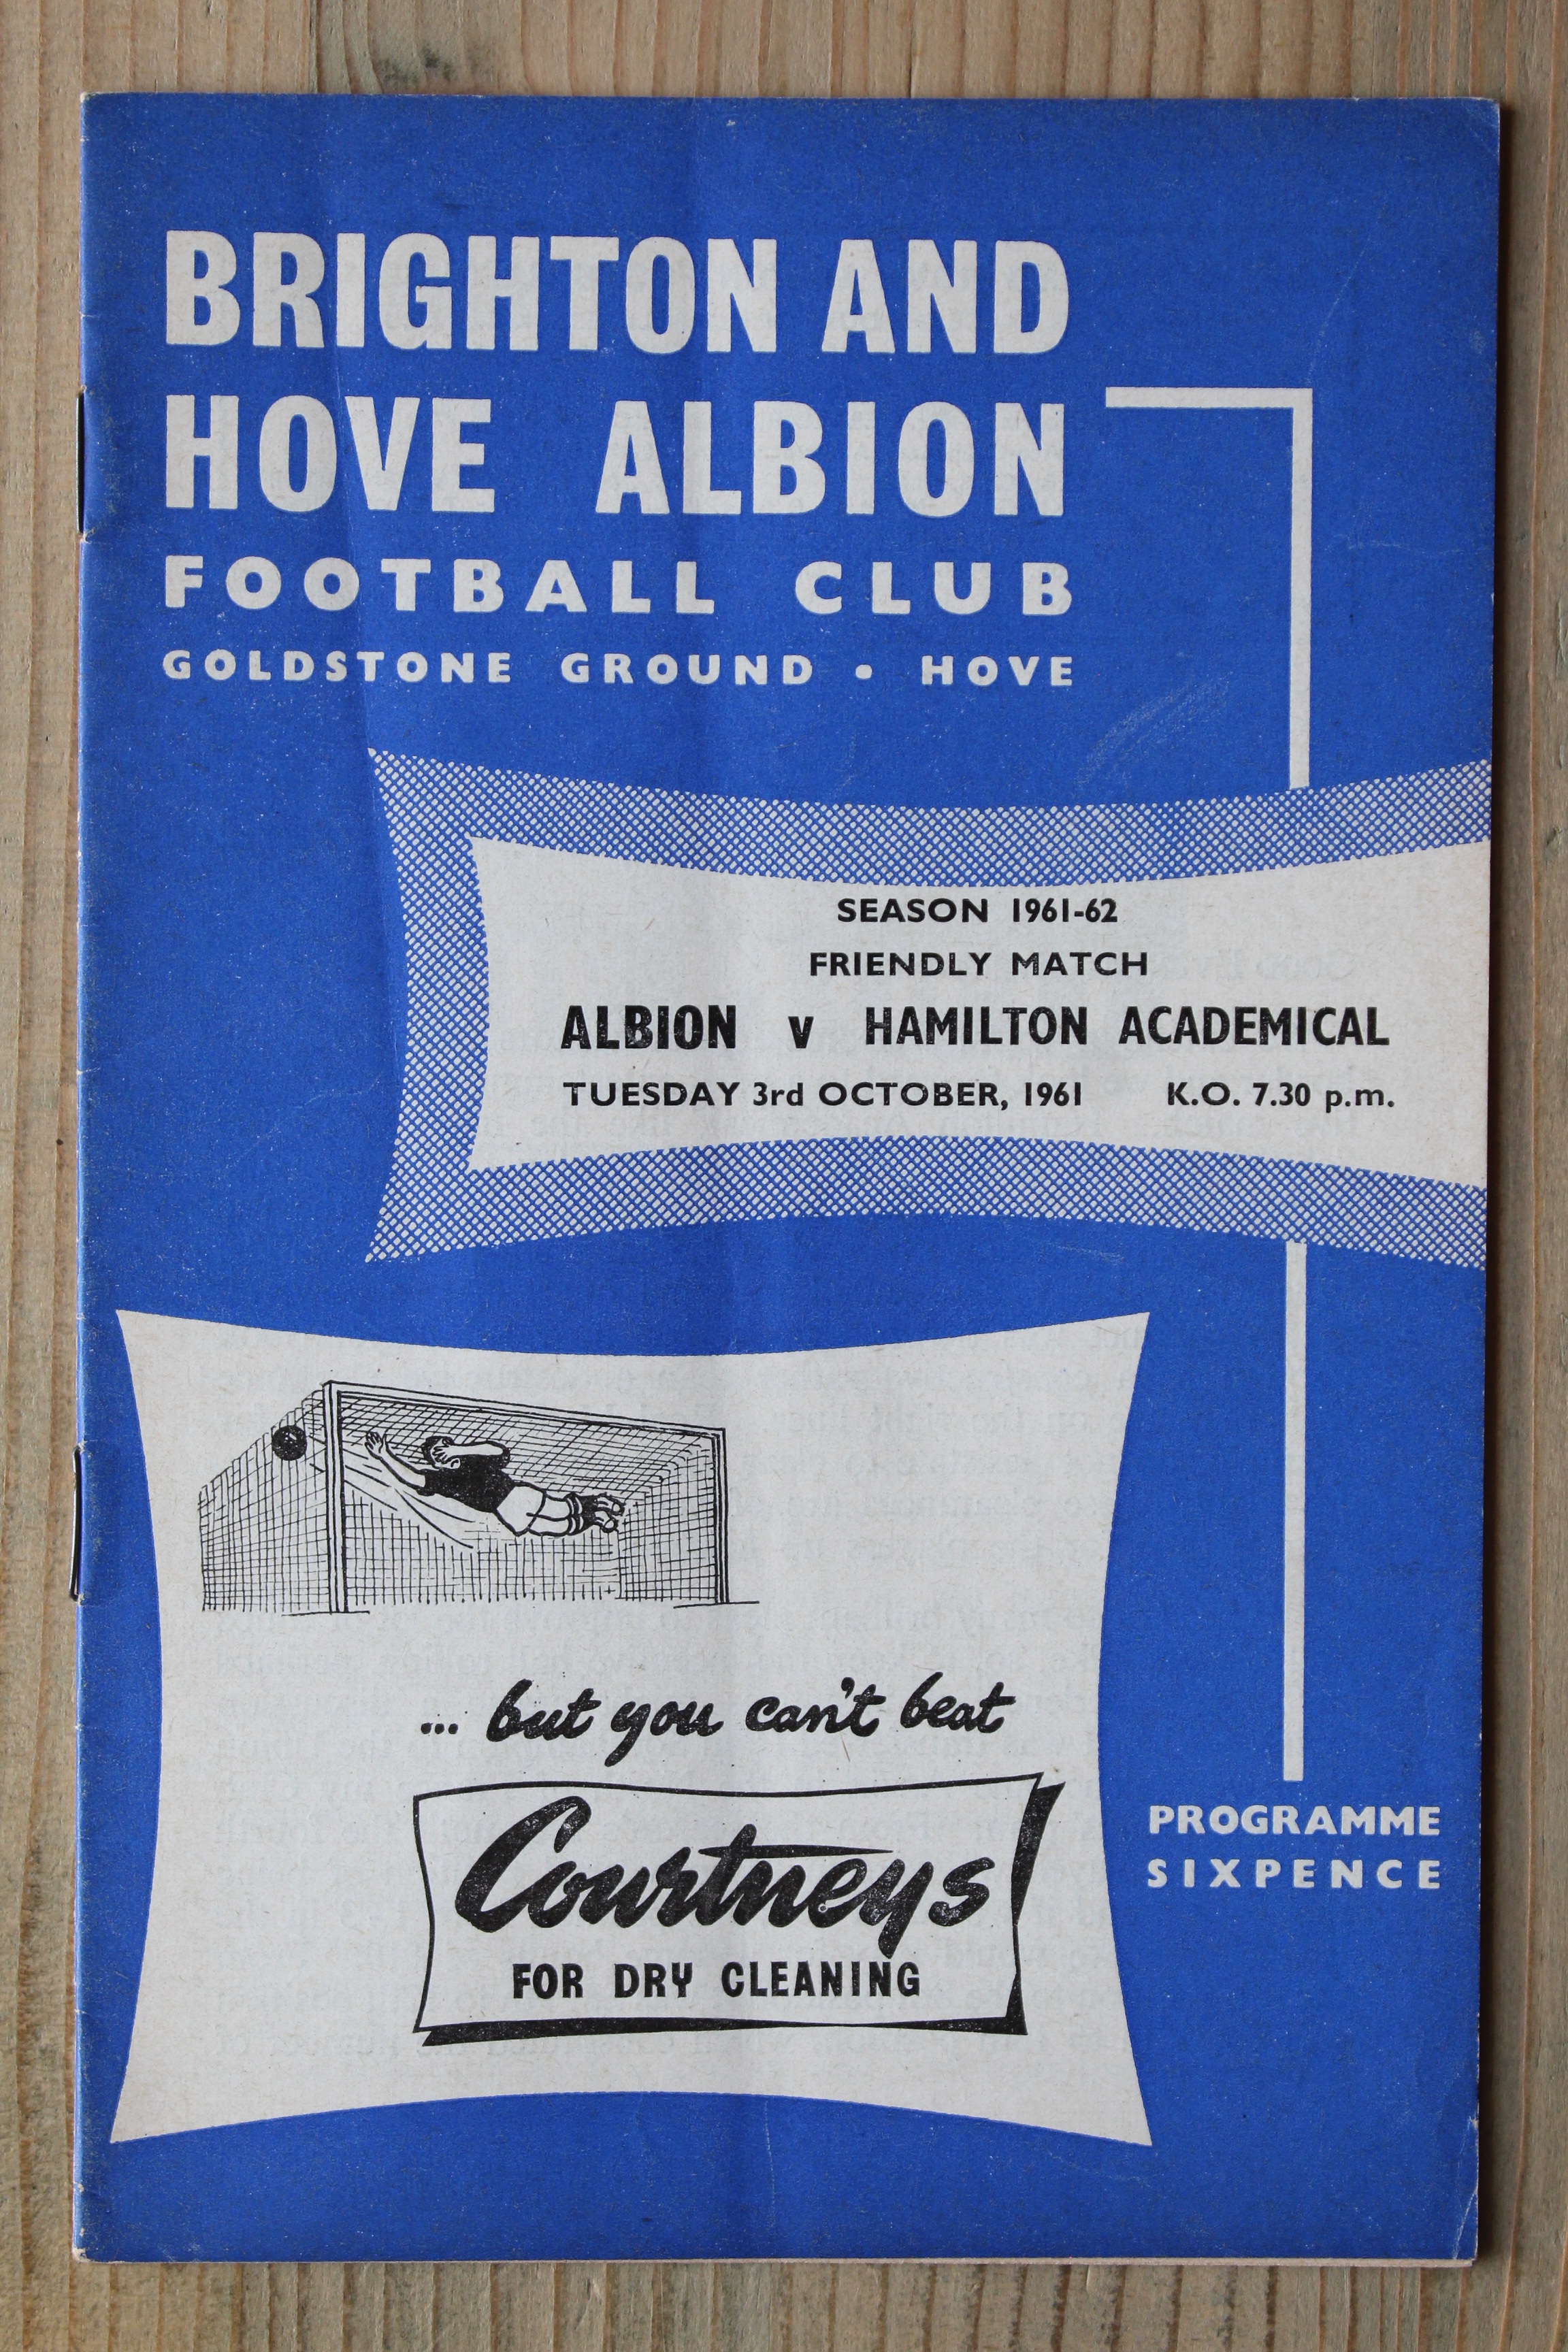 BRIGHTON AND
HOVE ALBION
FOOTBALL CLUB
GOLDSTONE GROUND • HOVE
SEASON 1961-62
FRIENDLY MATCH
ALBION v HAMILTON ACADEMICAL
TUESDAY 3rd OCTOBER, 1961 K.O. 7.30 p.m.
... but you can't beat
Courtneys
FOR DRY CLEANING
PROGRAMME
SIXPENCE